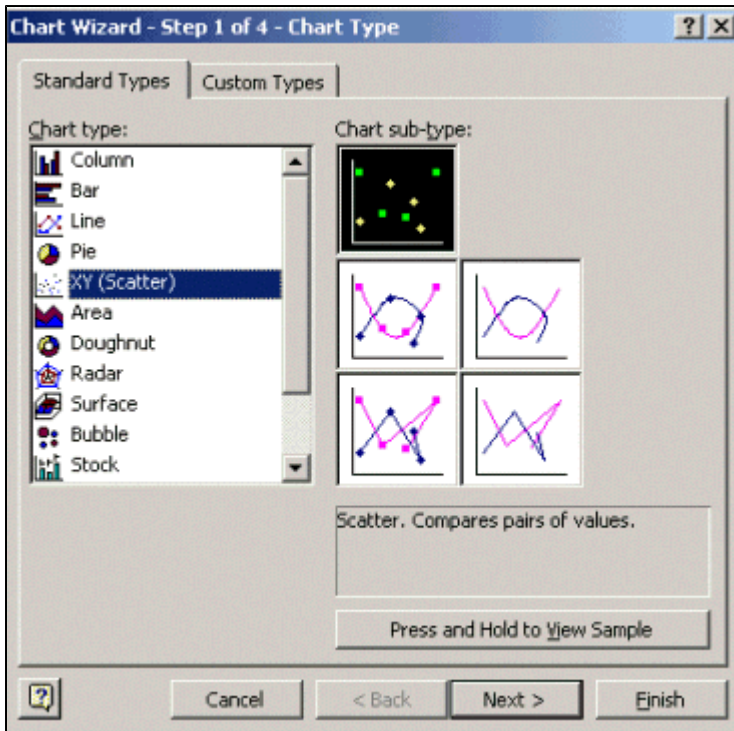 Chart Wizard - Step 1 of 4 - Chart Type
Standard Types
Custom Types
Chart type:
Column
Bar
Line
Pie
XY (Scatter)
Area
Doughnut
Radar
Surface
Bubble
Stock
Chart sub-type:
Scatter. Compares pairs of values.
Press and Hold to View Sample
Cancel
< Back
Next >
Finish